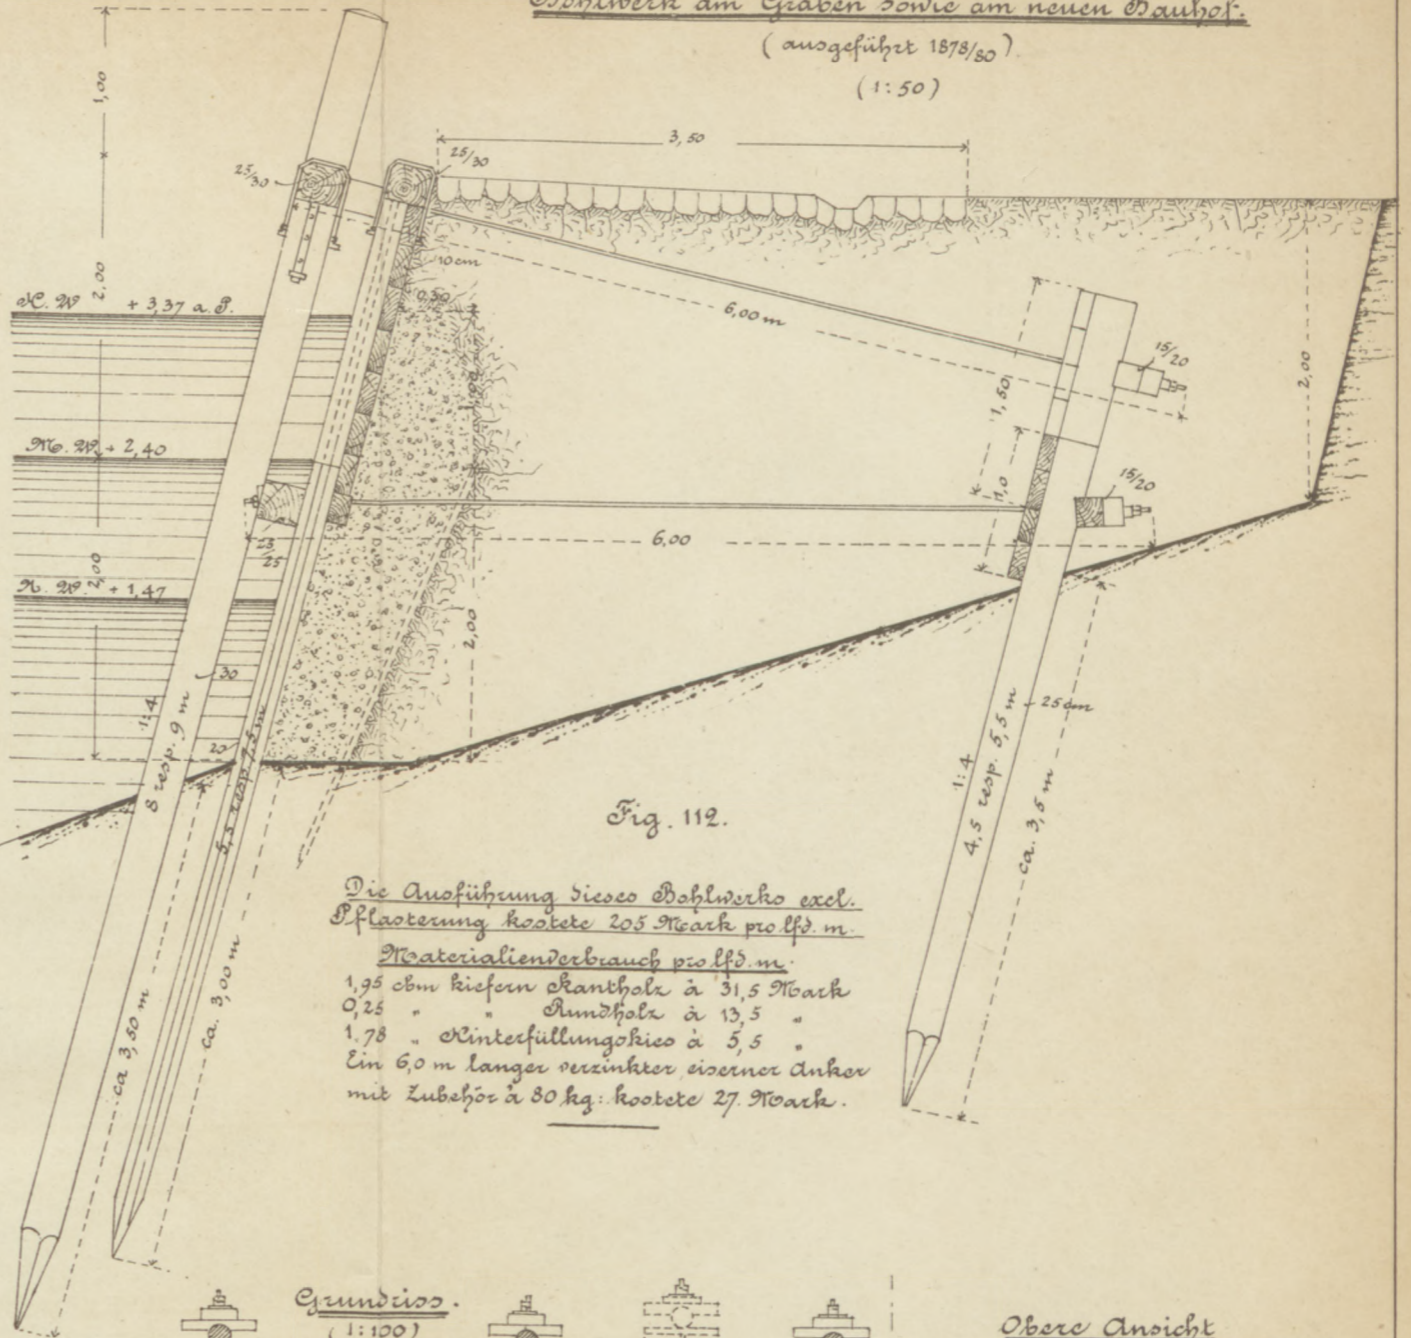 Bohlwerk am Graben sowie am neuen Bauhof.
(ausgeführt 1878/80)
(1:50)
1,00
3,50
25/30
25/30
10 cm
0,50
2,00
H. W + 3,37 a. P.
6,00 m
15/20
2,00
1,50
1,0
M. W. + 2,40
15/20
6,00
25
2,00
N. W. + 1,47
2,00
30
20
1:4
8 resp. 9 m
5,5 resp. 7,5 m
25 cm
1:4
4,5 resp. 5,5 m
ca. 3,5 m
Fig. 112.
Die Ausführung dieses Bohlwerks excl.
Pflasterung kostete 205 Mark pro lfd. m.
Materialienverbrauch pro lfd. m.
1,95 cbm kiefern Kantholz à 31,5 Mark
0,25 " " Rundholz à 13,5 "
1.78 " Hinterfüllungskies à 5,5 "
Ein 6,0 m langer verzinkter eiserner Anker
mit Zubehör à 80 kg: kostete 27. Mark.
ca 3,50 m
ca. 3,00 m
Grundriss.
(1:100)
Obere Ansicht